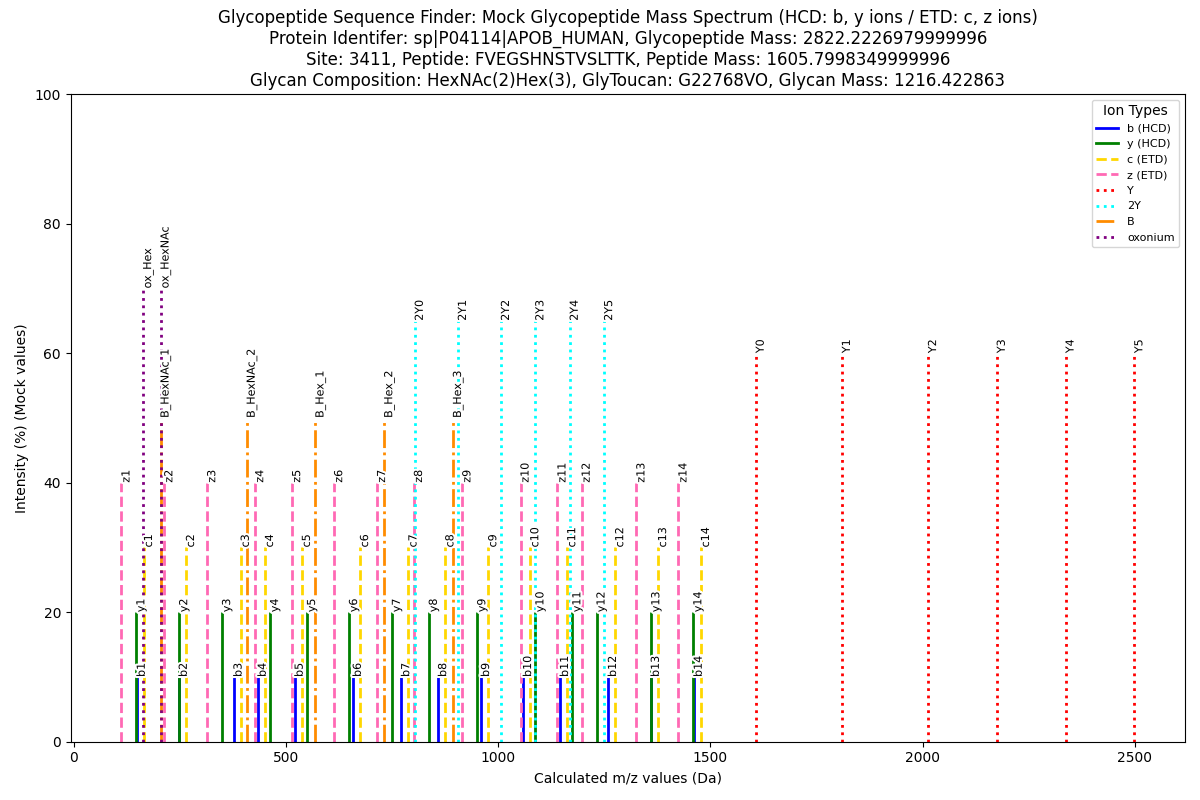 Glycopeptide Sequence Finder: Mock Glycopeptide Mass Spectrum (HCD: b, y ions / ETD: c, z ions)
Protein Identifer: sp|P04114|APOB_HUMAN, Glycopeptide Mass: 2822.2226979999996
Site: 3411, Peptide: FVEGSHNSTVSLTTK, Peptide Mass: 1605.7998349999996
Glycan Composition: HexNAc(2)Hex(3), GlyToucan: G22768VO, Glycan Mass: 1216.422863
Ion Types
b (HCD)
y (HCD)
c (ETD)
z (ETD)
Y
2Y
B
oxonium
100
80
60
40
20
0
Intensity (%) (Mock values)
ox_Hex
ox_HexNAc
2Y0
2Y1
2Y2
2Y3
2Y4
2Y5
Y0
Y1
Y2
Y3
Y4
Y5
B_HexNAc_1
B_HexNAc_2
B_Hex_1
B_Hex_2
B_Hex_3
z1
z2
z3
z4
z5
z6
z7
z8
z9
z10
z11
z12
z13
z14
c1
c2
c3
c4
c5
c6
c7
c8
c9
c10
c11
c12
c13
c14
y1
y2
y3
y4
y5
y6
y7
y8
y9
y10
y11
y12
y13
y14
b1
b2
b3
b4
b5
b6
b7
b8
b9
b10
b11
b12
b13
b14
0
500
1000
1500
2000
2500
Calculated m/z values (Da)